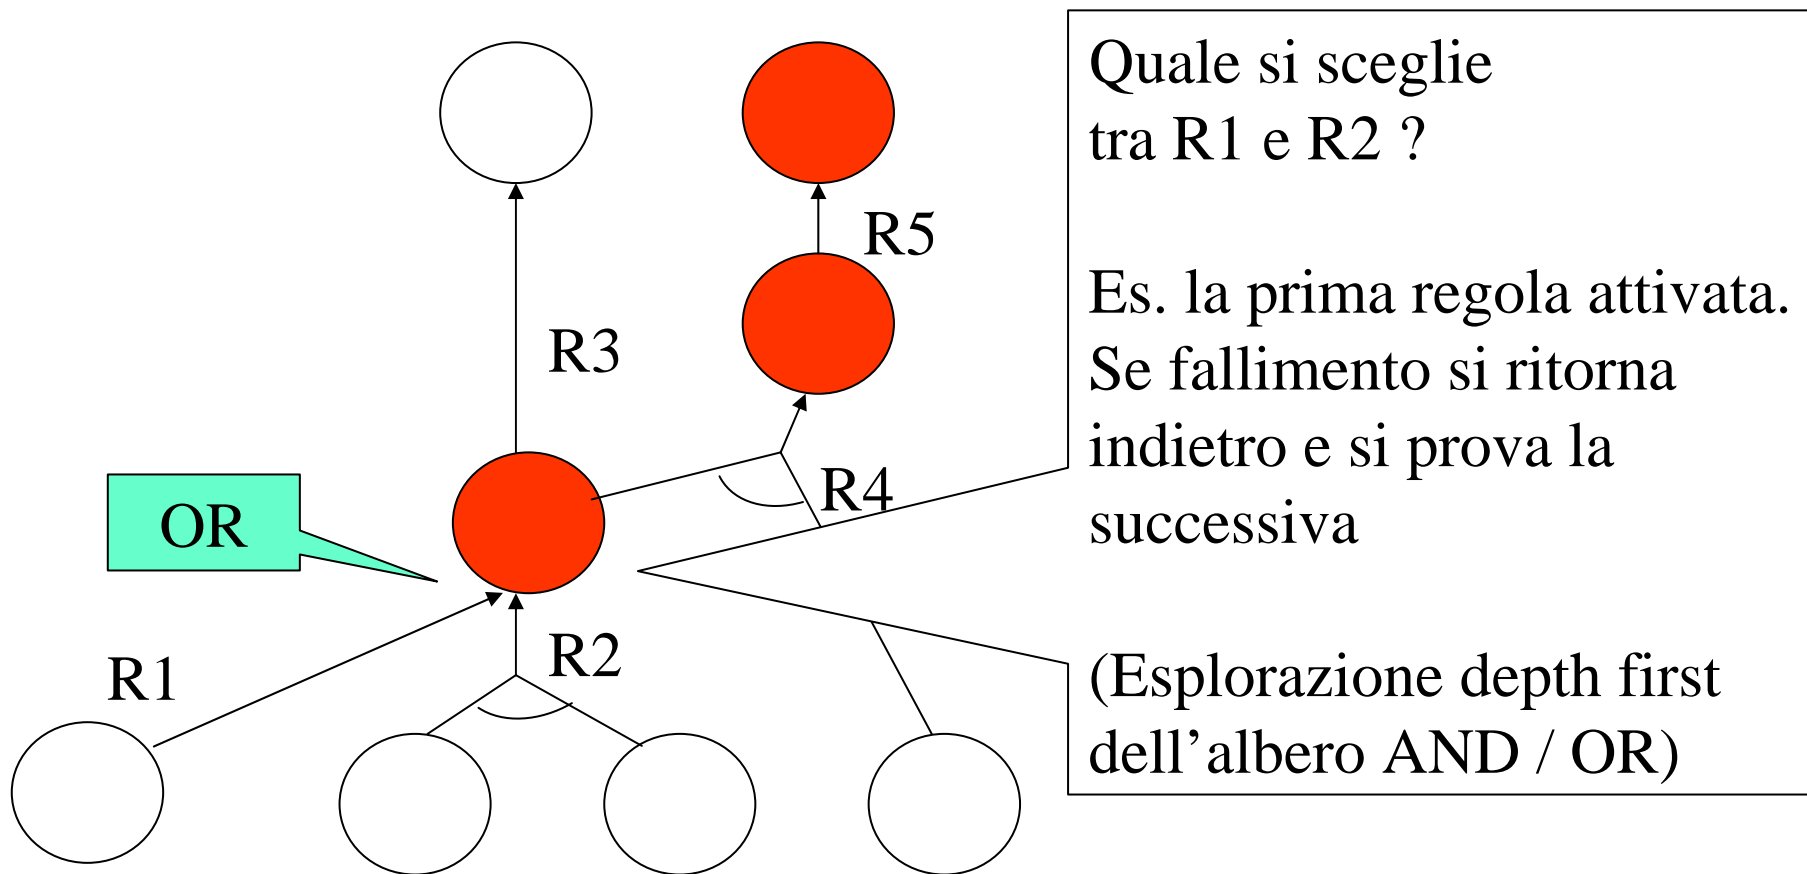 Quale si sceglie
tra R1 e R2 ?
Es. la prima regola attivata.
Se fallimento si ritorna
indietro e si prova la
successiva
(Esplorazione depth first
dell’albero AND / OR)
R5
R3
R4
OR
R2
R1